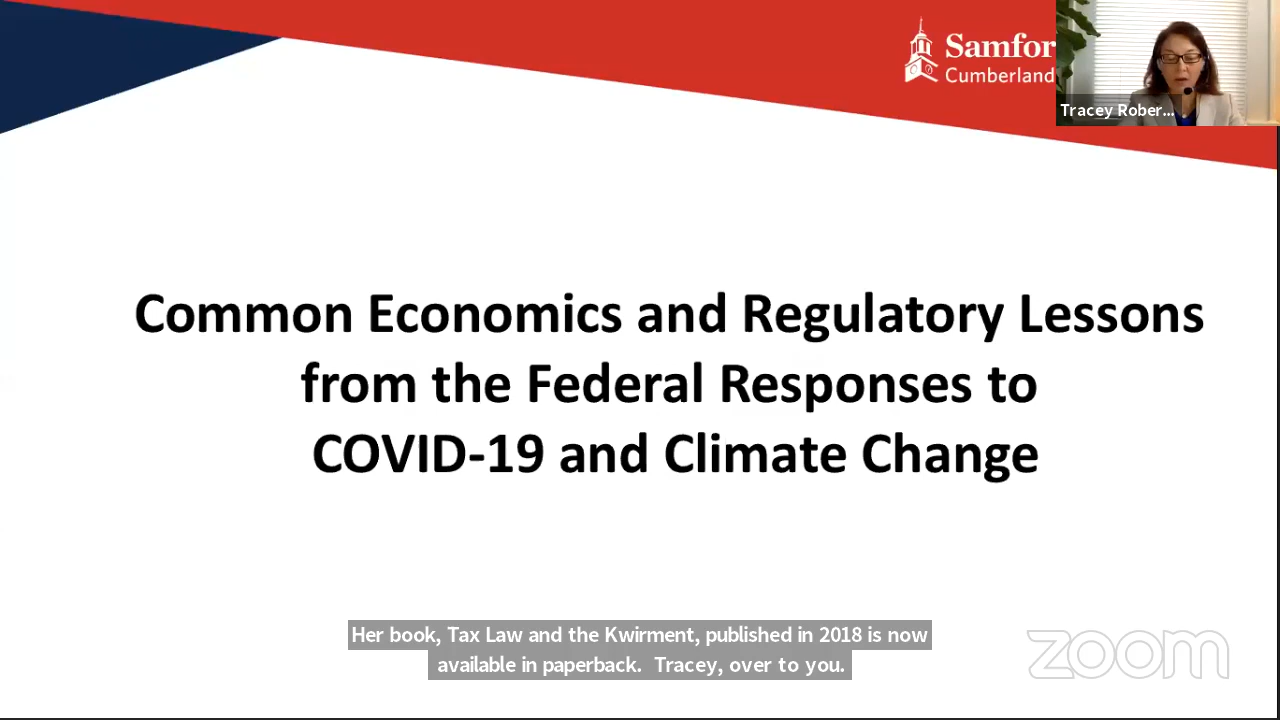 Samfor
Cumberland
Tracey Rober...
Common Economics and Regulatory Lessons
from the Federal Responses to
COVID-19 and Climate Change
Her book, Tax Law and the Kwirment, published in 2018 is now
available in paperback.  Tracey, over to you.
zoom